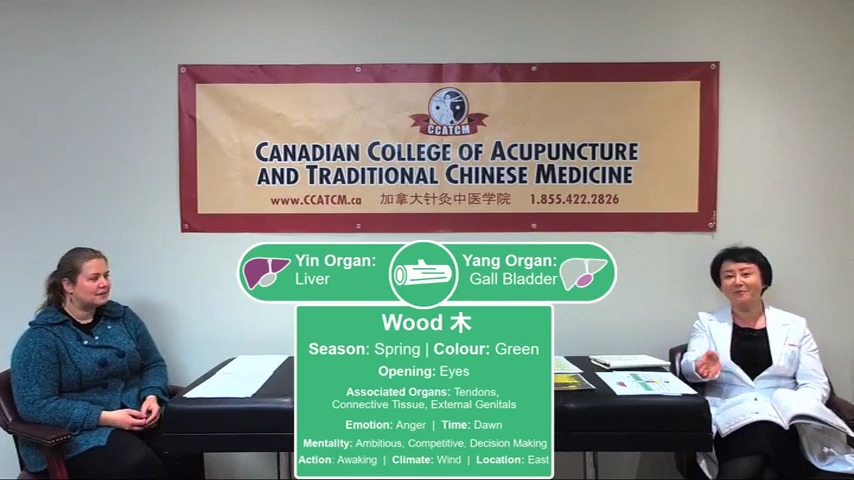 CCATCM
CANADIAN COLLEGE OF ACUPUNCTURE
AND TRADITIONAL CHINESE MEDICINE
www.CCATCM.ca 加拿大针灸中医学院 1.855.422.2826
Yin Organ:
Liver
Yang Organ:
Gall Bladder
Wood 木
Season: Spring | Colour: Green
Opening: Eyes
Associated Organs: Tendons,
Connective Tissue, External Genitals
Emotion: Anger | Time: Dawn
Mentality: Ambitious, Competitive, Decision Making
Action: Awaking | Climate: Wind | Location: East